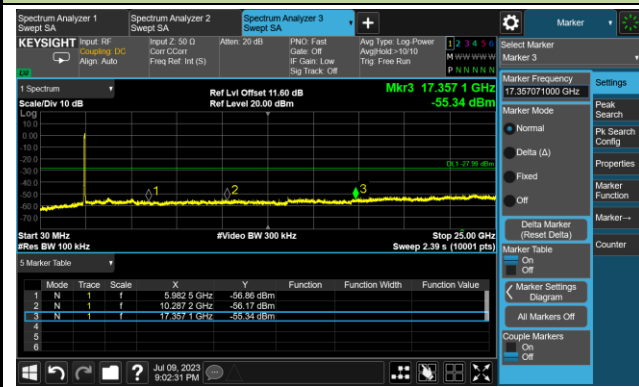 Spectrum Analyzer 1
Swept SA
Spectrum Analyzer 2
Swept SA
Spectrum Analyzer 3
Swept SA
Marker
KEYSIGHT
Input: RF
Coupling: DC
Align: Auto
Input Z: 50 Ω
Corr CCorr
Freq Ref: Int (S)
Atten: 20 dB
PNO: Fast
Gate: Off
IF Gain: Low
Sig Track: Off
Avg Type: Log-Power
Avg|Hold:>10/10
Trig: Free Run
1 2 3 4 5 6
M W W W W W
P N N N N N
LV
Select Marker
Marker 3
1 Spectrum
Scale/Div 10 dB
Ref Lvl Offset 11.60 dB
Ref Level 20.00 dBm
Mkr3 17.357 1 GHz
-55.34 dBm
Log
10.0
0.00
-10.0
-20.0
-30.0
-40.0
-50.0
-60.0
-70.0
DL1 -27.99 dBm
1
2
3
Start 30 MHz
#Res BW 100 kHz
#Video BW 300 kHz
Stop 25.00 GHz
Sweep 2.39 s (10001 pts)
5 Marker Table
Mode Trace Scale X Y Function Function Width Function Value
1 N 1 f 5.982 5 GHz -56.86 dBm
2 N 1 f 10.287 2 GHz -56.17 dBm
3 N 1 f 17.357 1 GHz -55.34 dBm
4
5
6
Marker Frequency
17.357071000 GHz
Marker Mode
Normal
Delta (Δ)
Fixed
Off
Delta Marker
(Reset Delta)
Marker Table
On
Off
Marker Settings
Diagram
All Markers Off
Couple Markers
On
Off
Settings
Peak
Search
Pk Search
Config
Properties
Marker
Function
Marker→
Counter
Jul 09, 2023
9:02:31 PM